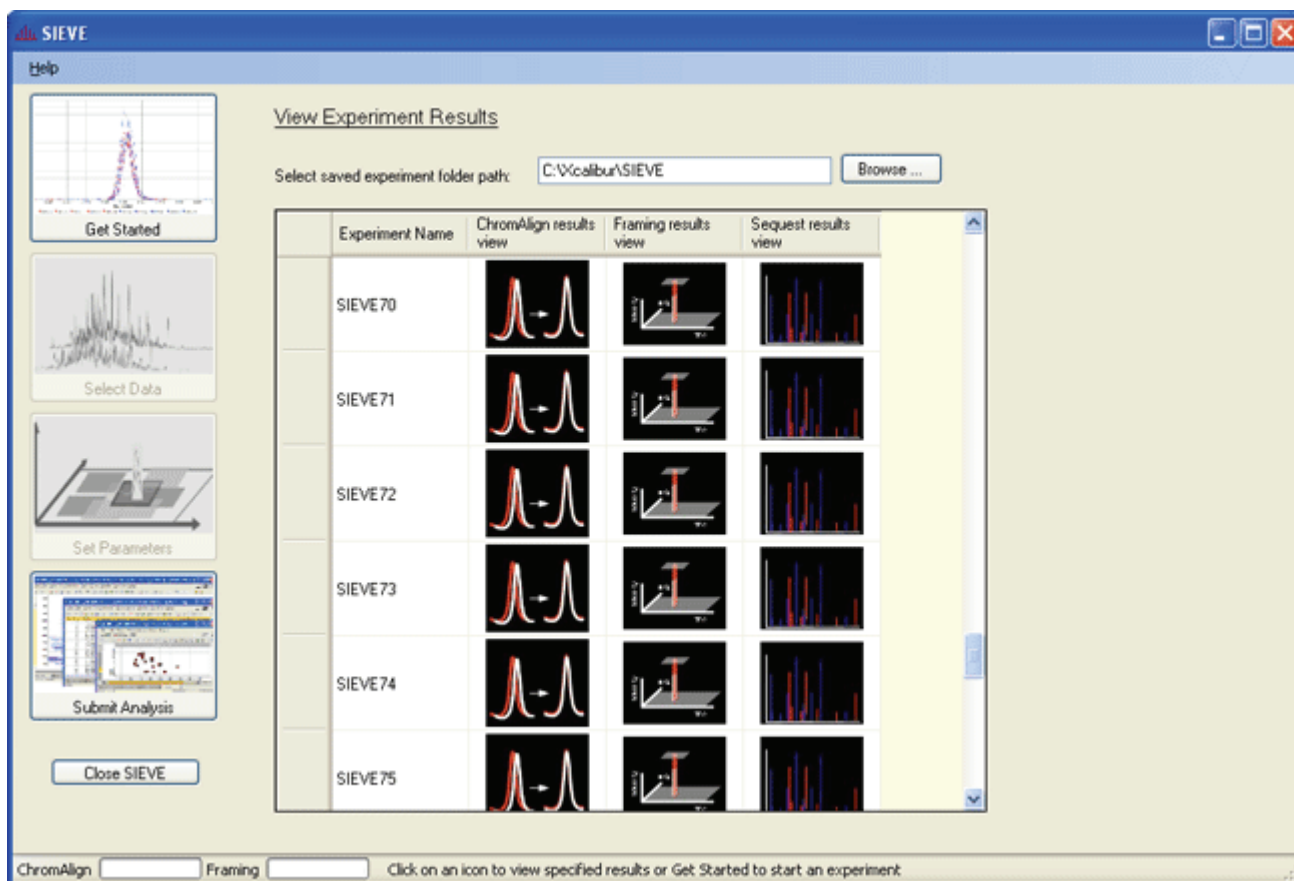 SIEVE
Help
View Experiment Results
Select saved experiment folder path:
C:\Xcalibur\SIEVE
Browse ...
Get Started
Select Data
Set Parameters
Submit Analysis
Close SIEVE
Experiment Name
ChromAlign results view
Framing results view
Sequest results view
SIEVE70
SIEVE71
SIEVE72
SIEVE73
SIEVE74
SIEVE75
ChromAlign
Framing
Click on an icon to view specified results or Get Started to start an experiment